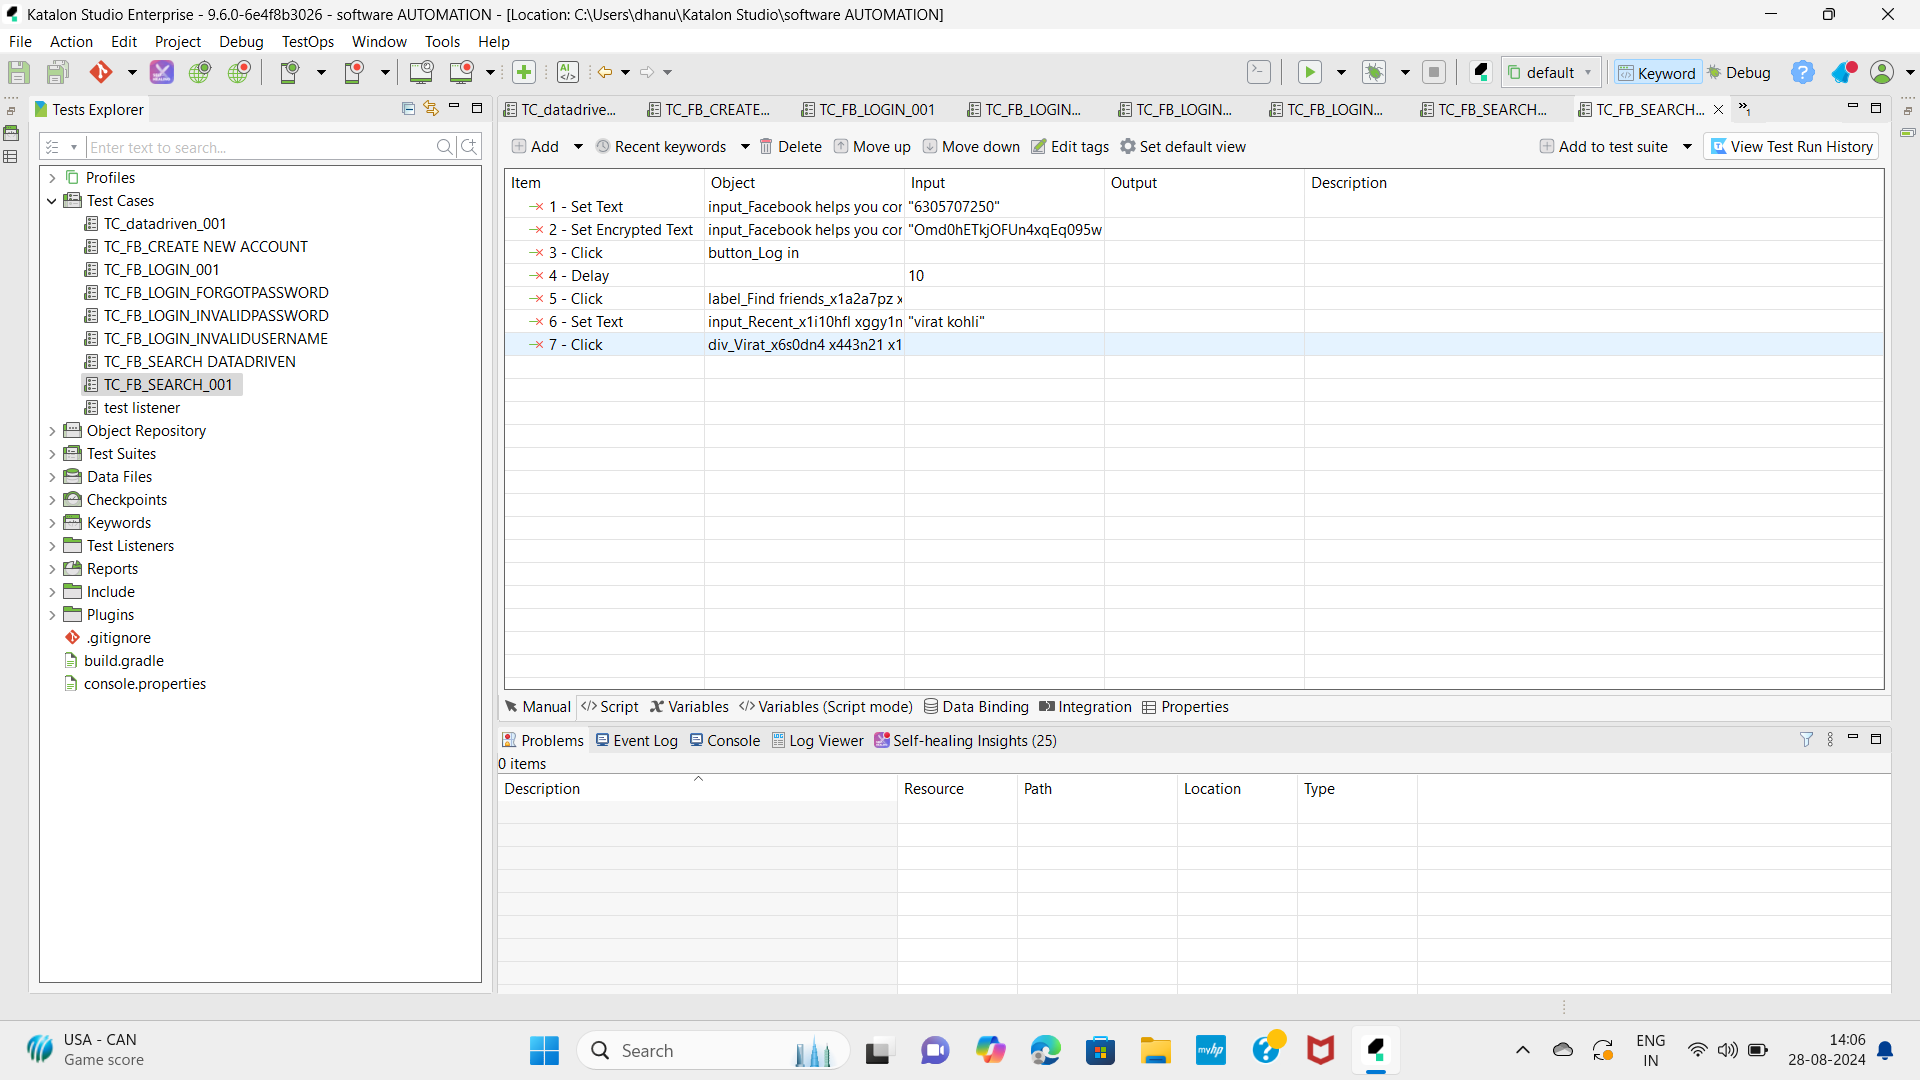 Katalon Studio Enterprise - 9.6.0-6e4f8b3026 - software AUTOMATION - [Location: C:\Users\dhanu\Katalon Studio\software AUTOMATION]
File Action Edit Project Debug TestOps Window Tools Help
default Keyword Debug
Tests Explorer
Enter text to search...
Profiles
Test Cases
TC_datadriven_001
TC_FB_CREATE NEW ACCOUNT
TC_FB_LOGIN_001
TC_FB_LOGIN_FORGOTPASSWORD
TC_FB_LOGIN_INVALIDPASSWORD
TC_FB_LOGIN_INVALIDUSERNAME
TC_FB_SEARCH DATADRIVEN
TC_FB_SEARCH_001
test listener
Object Repository
Test Suites
Data Files
Checkpoints
Keywords
Test Listeners
Reports
Include
Plugins
.gitignore
build.gradle
console.properties
TC_datadrive... TC_FB_CREATE... TC_FB_LOGIN_001 TC_FB_LOGIN... TC_FB_LOGIN... TC_FB_LOGIN... TC_FB_SEARCH... TC_FB_SEARCH... »1
Add Recent keywords Delete Move up Move down Edit tags Set default view Add to test suite View Test Run History
Item Object Input Output Description
1 - Set Text input_Facebook helps you cor "6305707250"
2 - Set Encrypted Text input_Facebook helps you cor "Omd0hETkjOFUn4xqEq095w
3 - Click button_Log in
4 - Delay 10
5 - Click label_Find friends_x1a2a7pz x
6 - Set Text input_Recent_x1i10hfl xggy1n "virat kohli"
7 - Click div_Virat_x6s0dn4 x443n21 x1
Manual </> Script Variables </> Variables (Script mode) Data Binding Integration Properties
Problems Event Log Console Log Viewer Self-healing Insights (25)
0 items
Description Resource Path Location Type
USA - CAN
Game score
Search
myhp
ENG
IN
14:06
28-08-2024